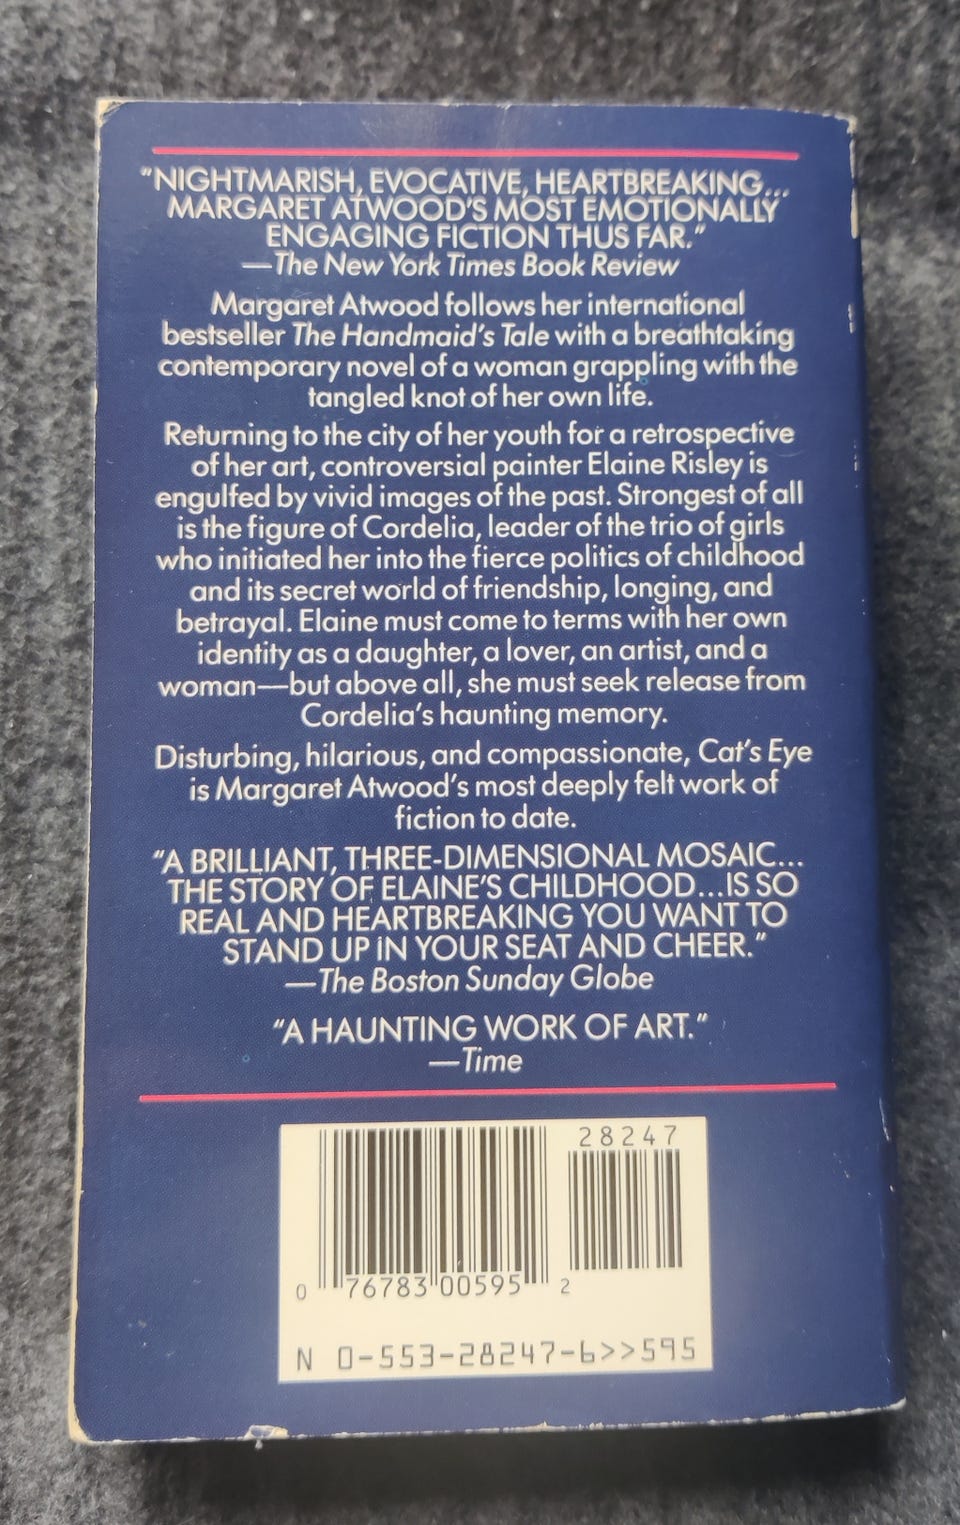 "NIGHTMARISH, EVOCATIVE, HEARTBREAKING...
MARGARET ATWOOD'S MOST EMOTIONALLY
ENGAGING FICTION THUS FAR."
—The New York Times Book Review
Margaret Atwood follows her international
bestseller The Handmaid's Tale with a breathtaking
contemporary novel of a woman grappling with the
tangled knot of her own life.
Returning to the city of her youth for a retrospective
of her art, controversial painter Elaine Risley is
engulfed by vivid images of the past. Strongest of all
is the figure of Cordelia, leader of the trio of girls
who initiated her into the fierce politics of childhood
and its secret world of friendship, longing, and
betrayal. Elaine must come to terms with her own
identity as a daughter, a lover, an artist, and a
woman—but above all, she must seek release from
Cordelia's haunting memory.
Disturbing, hilarious, and compassionate, Cat's Eye
is Margaret Atwood's most deeply felt work of
fiction to date.
"A BRILLIANT, THREE-DIMENSIONAL MOSAIC...
THE STORY OF ELAINE'S CHILDHOOD...IS SO
REAL AND HEARTBREAKING YOU WANT TO
STAND UP IN YOUR SEAT AND CHEER."
—The Boston Sunday Globe
"A HAUNTING WORK OF ART."
—Time
28247
0 76783 00595 2
N 0-553-28247-6>>595